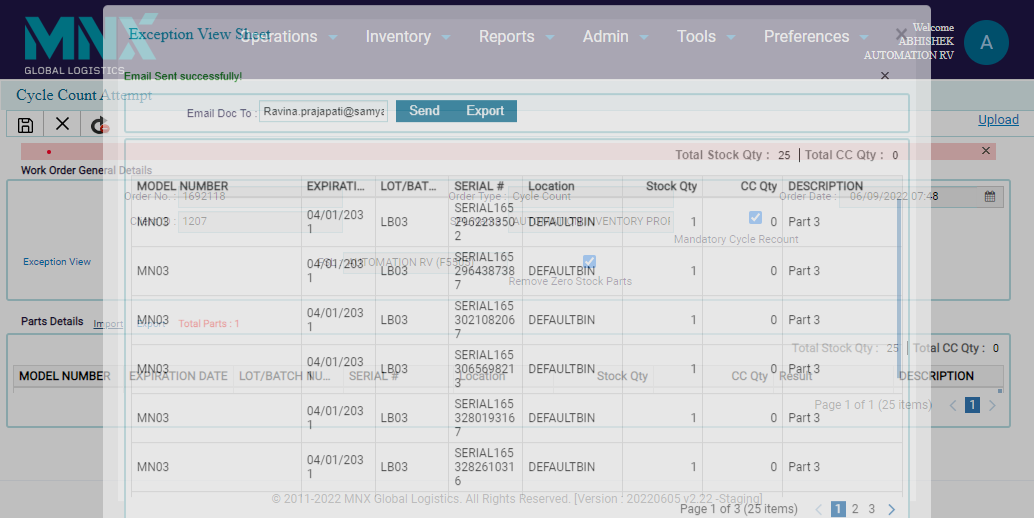 MNX
GLOBAL LOGISTICS
Exception View Sheet
Operations
Inventory
Reports
Admin
Tools
Preferences
Welcome
ABHISHEK
AUTOMATION RV
A
Email Sent successfully!
Cycle Count Attempt
Email Doc To :
Ravina.prajapati@samya
Send
Export
Upload
Total Stock Qty : 25 | Total CC Qty : 0
Work Order General Details
MODEL NUMBER EXPIRATI... LOT/BAT... SERIAL # Location Stock Qty CC Qty DESCRIPTION
Order No. : 1692118
Order Type : Cycle Count
Order Date : 06/09/2022 07:48
MN03 04/01/2031 LB03 SERIAL1652962233502 DEFAULTBIN 1 0 Part 3
1207
Mandatory Cycle Recount
MN03 04/01/2031 LB03 SERIAL1652964387387 DEFAULTBIN 1 0 Part 3
Exception View
AUTOMATION RV
Remove Zero Stock Parts
MN03 04/01/2031 LB03 SERIAL1653021082067 DEFAULTBIN 1 0 Part 3
Parts Details
Import
Export
Total Parts : 1
MN03 04/01/2031 LB03 SERIAL1653065698213 DEFAULTBIN 1 0 Part 3
Total Stock Qty : 25 | Total CC Qty : 0
MODEL NUMBER EXPIRATION DATE LOT/BATCH NU... SERIAL # Location Stock Qty CC Qty Result DESCRIPTION
Page 1 of 1 (25 items) 1
MN03 04/01/2031 LB03 SERIAL1653280193167 DEFAULTBIN 1 0 Part 3
MN03 04/01/2031 LB03 SERIAL1653282610316 DEFAULTBIN 1 0 Part 3
© 2011-2022 MNX Global Logistics. All Rights Reserved. [Version : 20220605 v2.22 -Staging]
Page 1 of 3 (25 items) 1 2 3